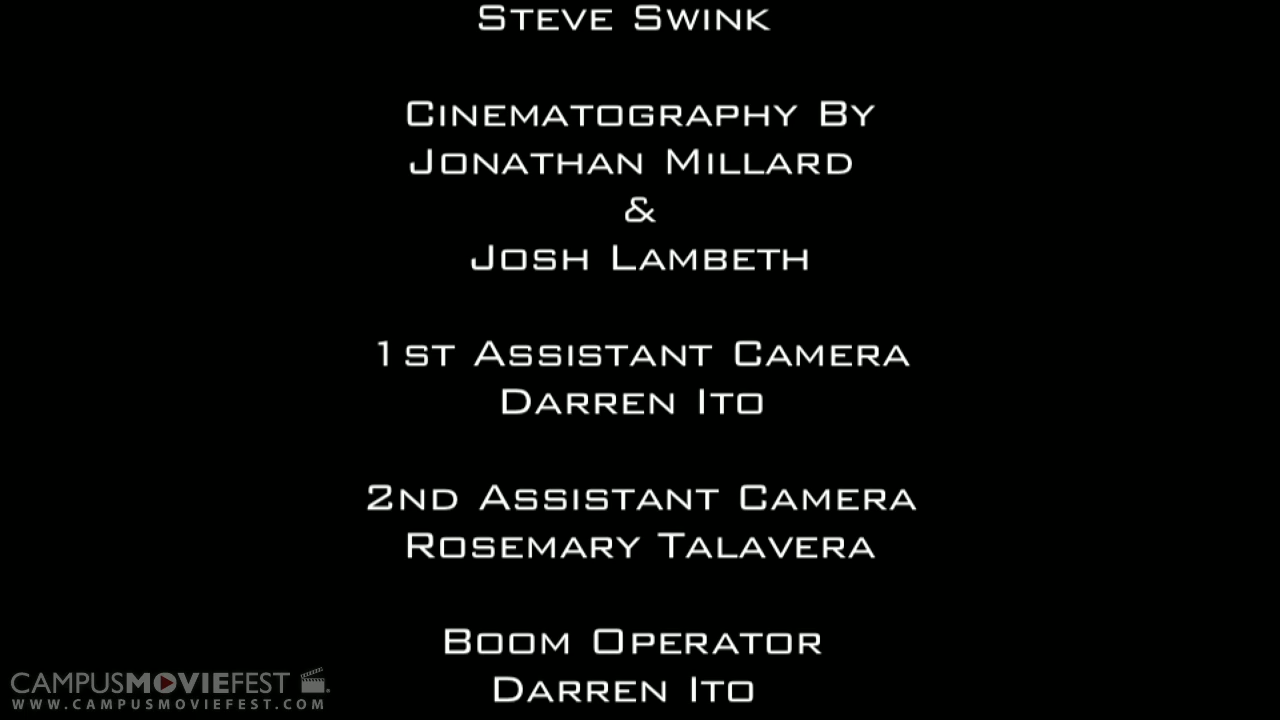 Steve Swink
Cinematography By
Jonathan Millard
&
Josh Lambeth
1st Assistant Camera
Darren Ito
2nd Assistant Camera
Rosemary Talavera
Boom Operator
Darren Ito
CAMPUSMOVIEFEST
WWW.CAMPUSMOVIEFEST.COM